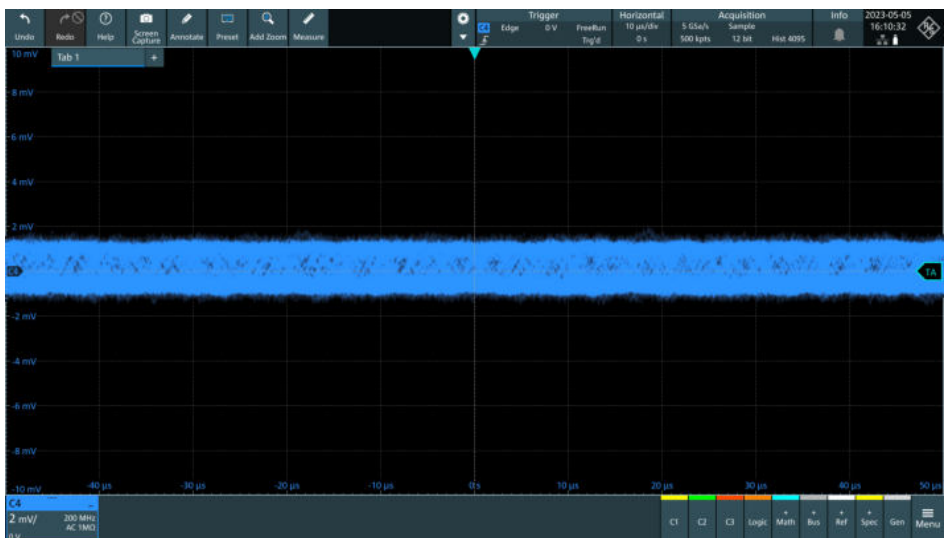 Undo
Redo
Help
Screen Capture
Annotate
Preset
Add Zoom
Measure
Trigger
C4 Edge 0 V FreeRun
Trig'd
Horizontal
10 µs/div
0 s
Acquisition
5 GSa/s Sample
500 kpts 12 bit Hist 4095
Info
2023-05-05
16:10:32
10 mV
Tab 1 +
8 mV
6 mV
4 mV
2 mV
C4
TA
-2 mV
-4 mV
-6 mV
-8 mV
-10 mV
-40 µs -30 µs -20 µs -10 µs 0 s 10 µs 20 µs 30 µs 40 µs 50 µs
C4
2 mV/ 200 MHz
AC 1MΩ
0 V
C1
C2
C3
Logic
+ Math
+ Bus
+ Ref
+ Spec
Gen
Menu